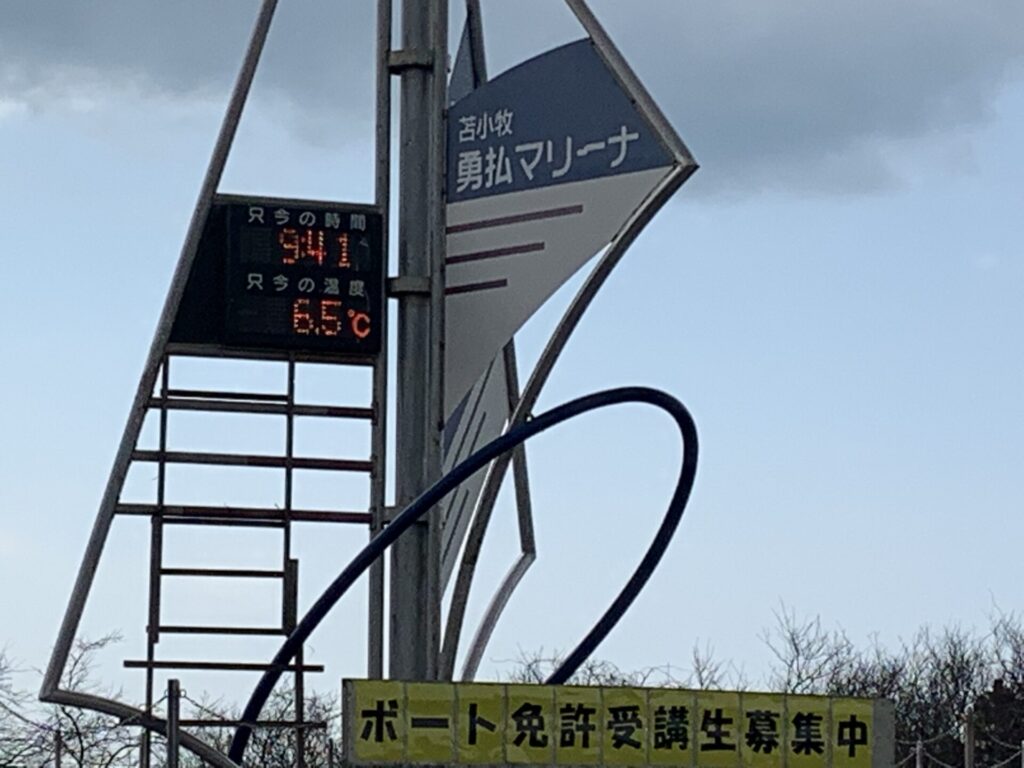 苫小牧
勇払マリーナ
只今の時間
9:41
只今の温度
6.5℃
ボート免許受講生募集中